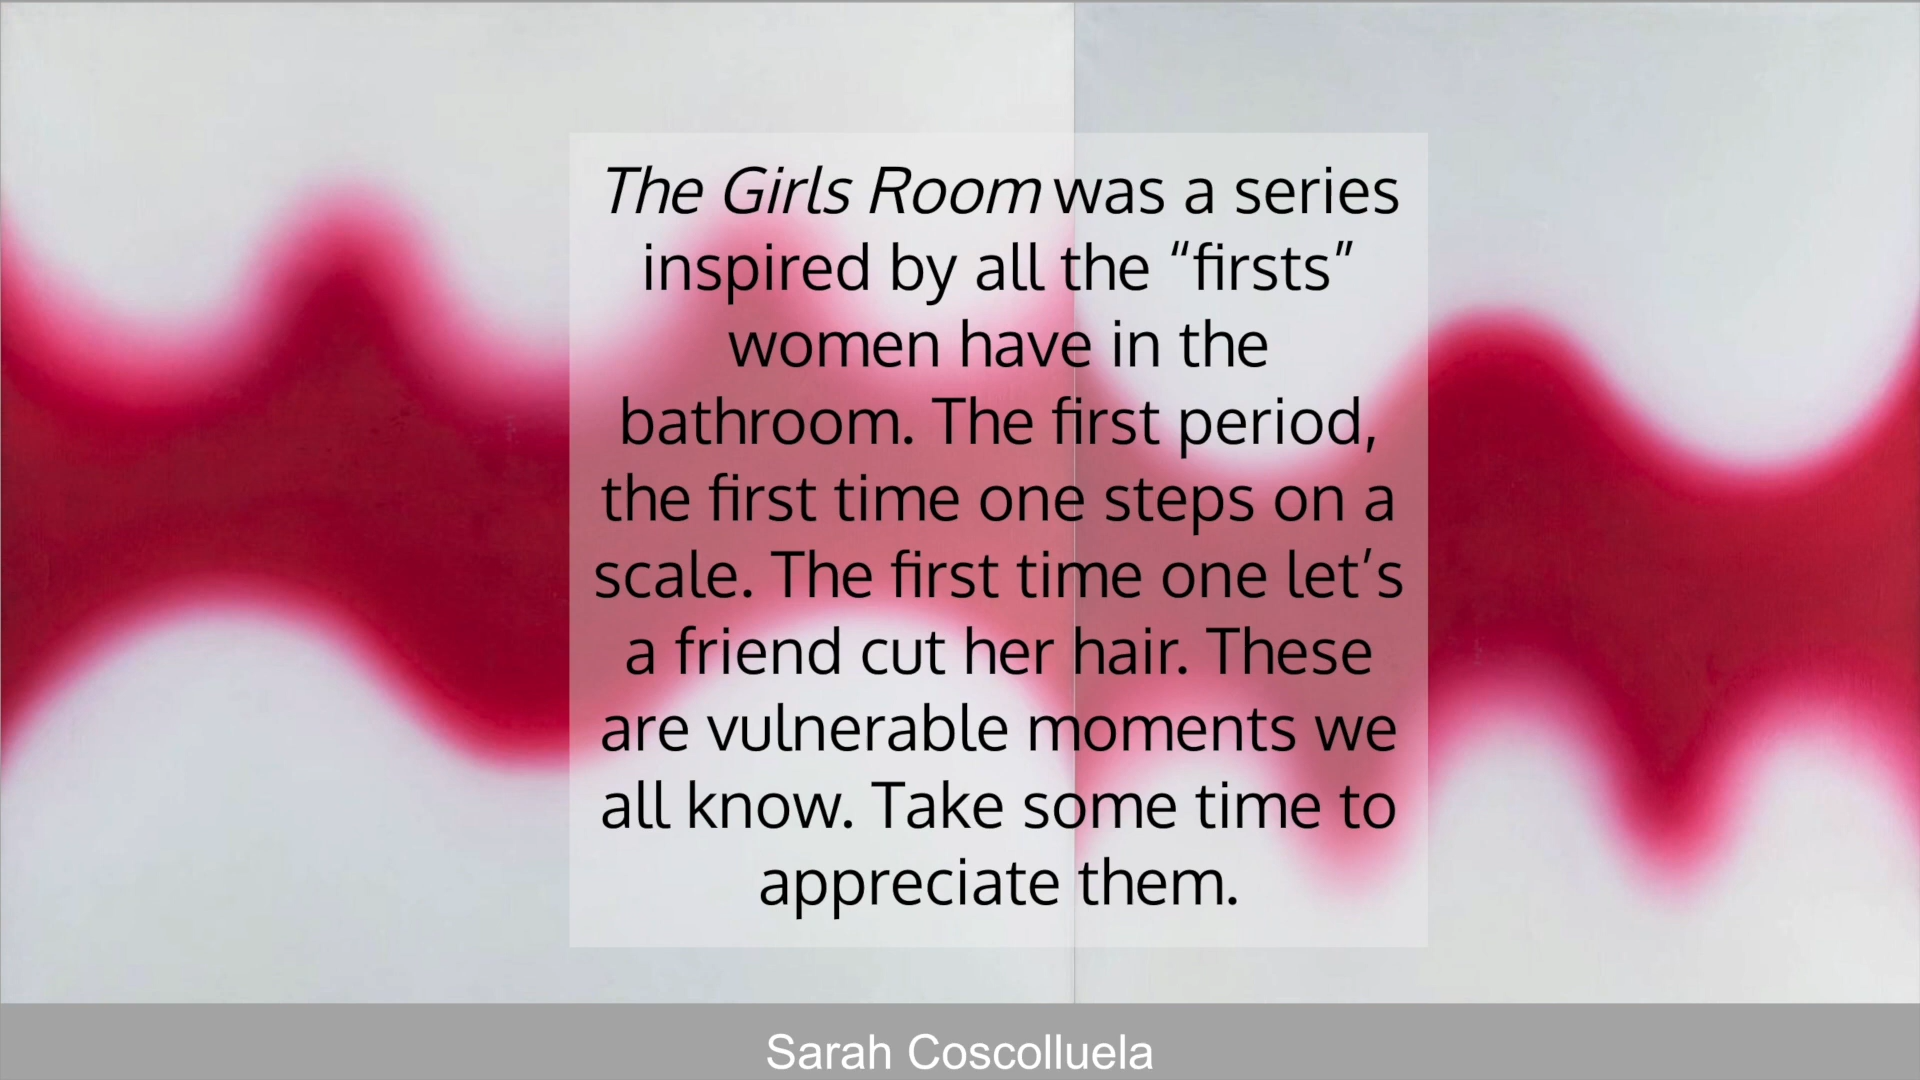 The Girls Room was a series
inspired by all the “firsts”
women have in the
bathroom. The first period,
the first time one steps on a
scale. The first time one let’s
a friend cut her hair. These
are vulnerable moments we
all know. Take some time to
appreciate them.
Sarah Coscolluela